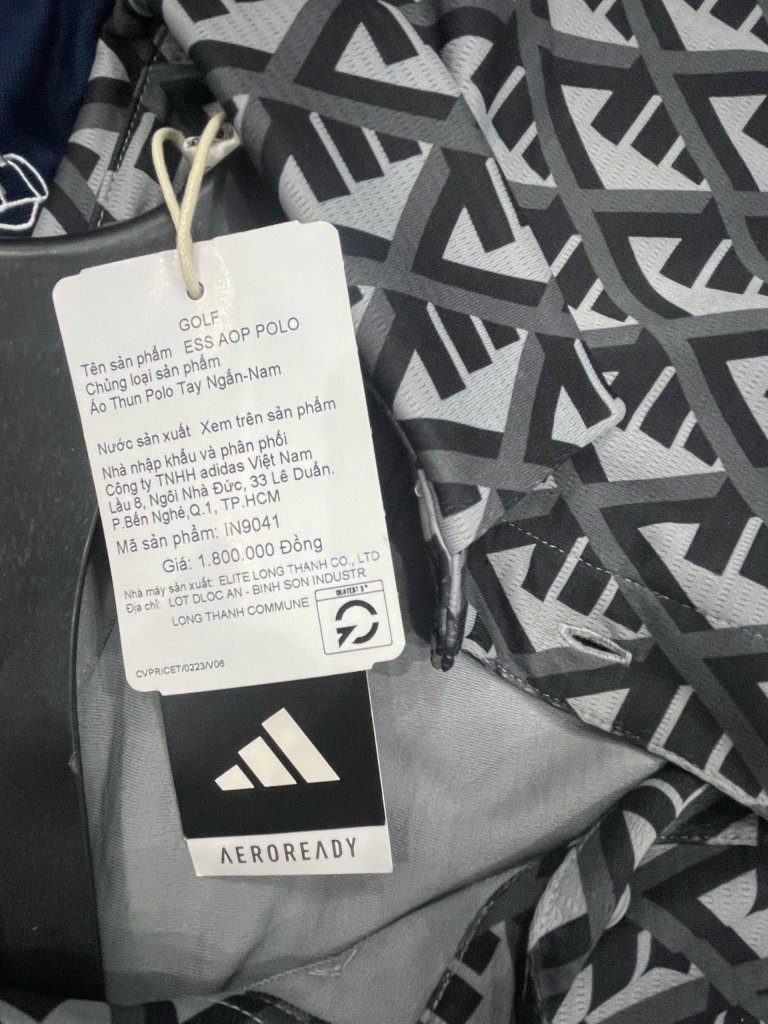 GOLF
Tên sản phẩm ESS AOP POLO
Chủng loại sản phẩm
Áo Thun Polo Tay Ngắn-Nam
Nước sản xuất Xem trên sản phẩm
Nhà nhập khẩu và phân phối
Công ty TNHH adidas Việt Nam
Lầu 8, Ngôi Nhà Đức, 33 Lê Duẩn.
P.Bến Nghé,Q.1, TP.HCM
Mã sản phẩm: IN9041
Giá: 1.800.000 Đồng
Nhà máy sản xuất: ELITE LONG THANH CO., LTD
Địa chỉ: LOT DLOC AN - BINH SON INDUSTR
LONG THANH COMMUNE
CVPRICET/0223/V06
AEROREADY